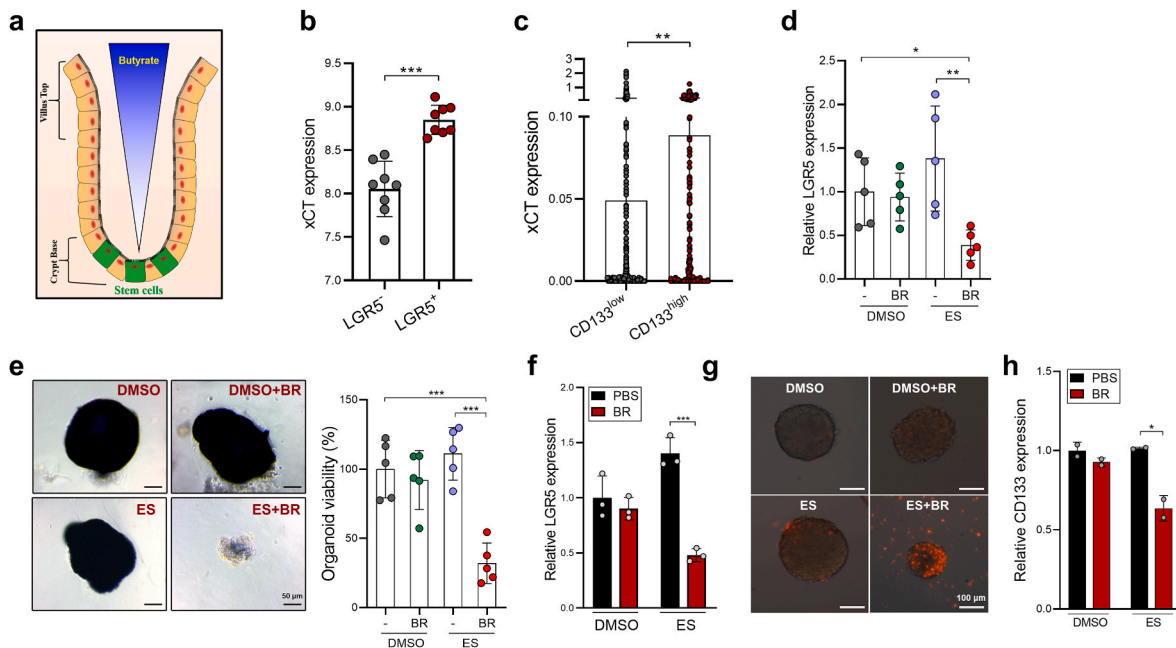 a
Butyrate
Villus Top
Crypt Base
Stem cells
b
xCT expression
9.5
9.0
8.5
8.0
7.5
7.0
***
LGR5-
LGR5+
c
xCT expression
3
2
1
0.10
0.05
0.00
**
CD133low
CD133high
d
Relative LGR5 expression
2.5
2.0
1.5
1.0
0.5
0.0
*
**
- BR - BR
DMSO ES
e
DMSO
DMSO+BR
ES
ES+BR
50 μm
Organoid viability (%)
150
100
50
0
***
***
- BR - BR
DMSO ES
f
Relative LGR5 expression
2.0
1.5
1.0
0.5
0.0
PBS
BR
***
DMSO ES
g
DMSO
DMSO+BR
ES
ES+BR
100 μm
h
Relative CD133 expression
1.5
1.0
0.5
0.0
PBS
BR
*
DMSO ES